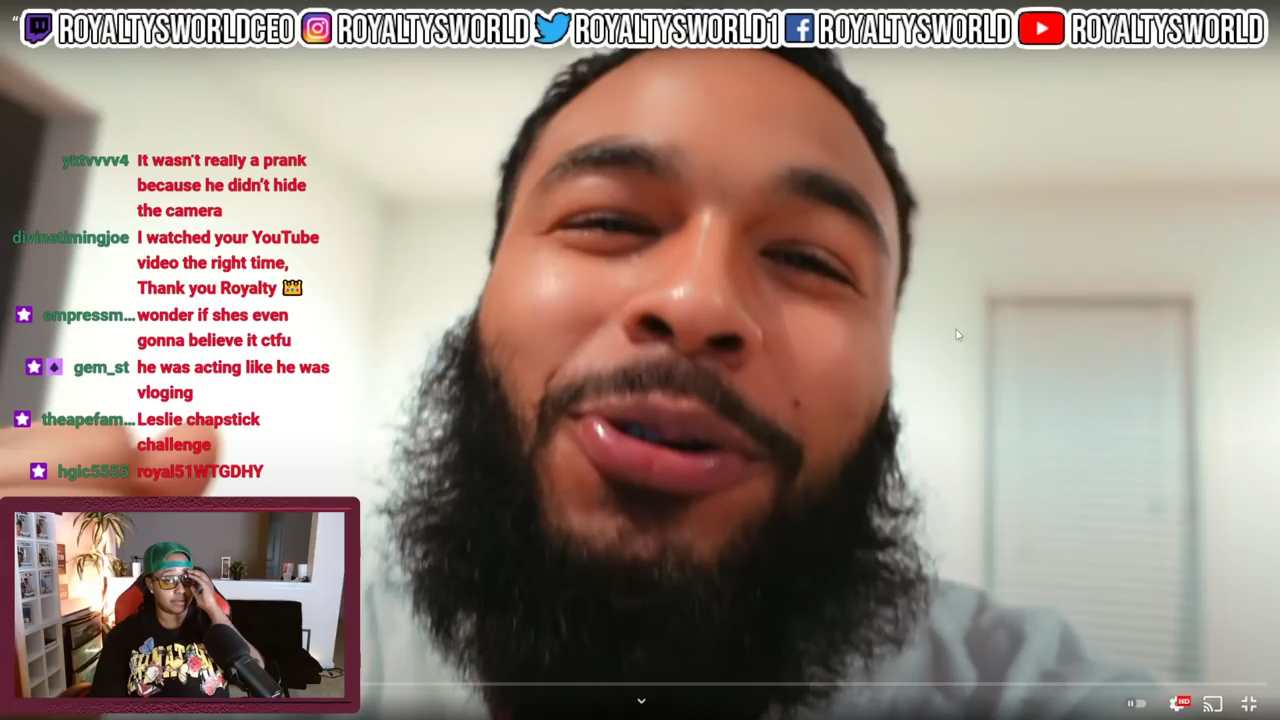 ROYALTYSWORLDCEO ROYALTYSWORLD ROYALTYSWORLD1 ROYALTYSWORLD ROYALTYSWORLD
yktvvvv4 It wasn't really a prank
because he didn't hide
the camera
divinetimingjoe I watched your YouTube
video the right time,
Thank you Royalty
empressm... wonder if shes even
gonna believe it ctfu
gem_st he was acting like he was
vloging
theapefam... Leslie chapstick
challenge
hgic5555 royal51WTGDHY
HD